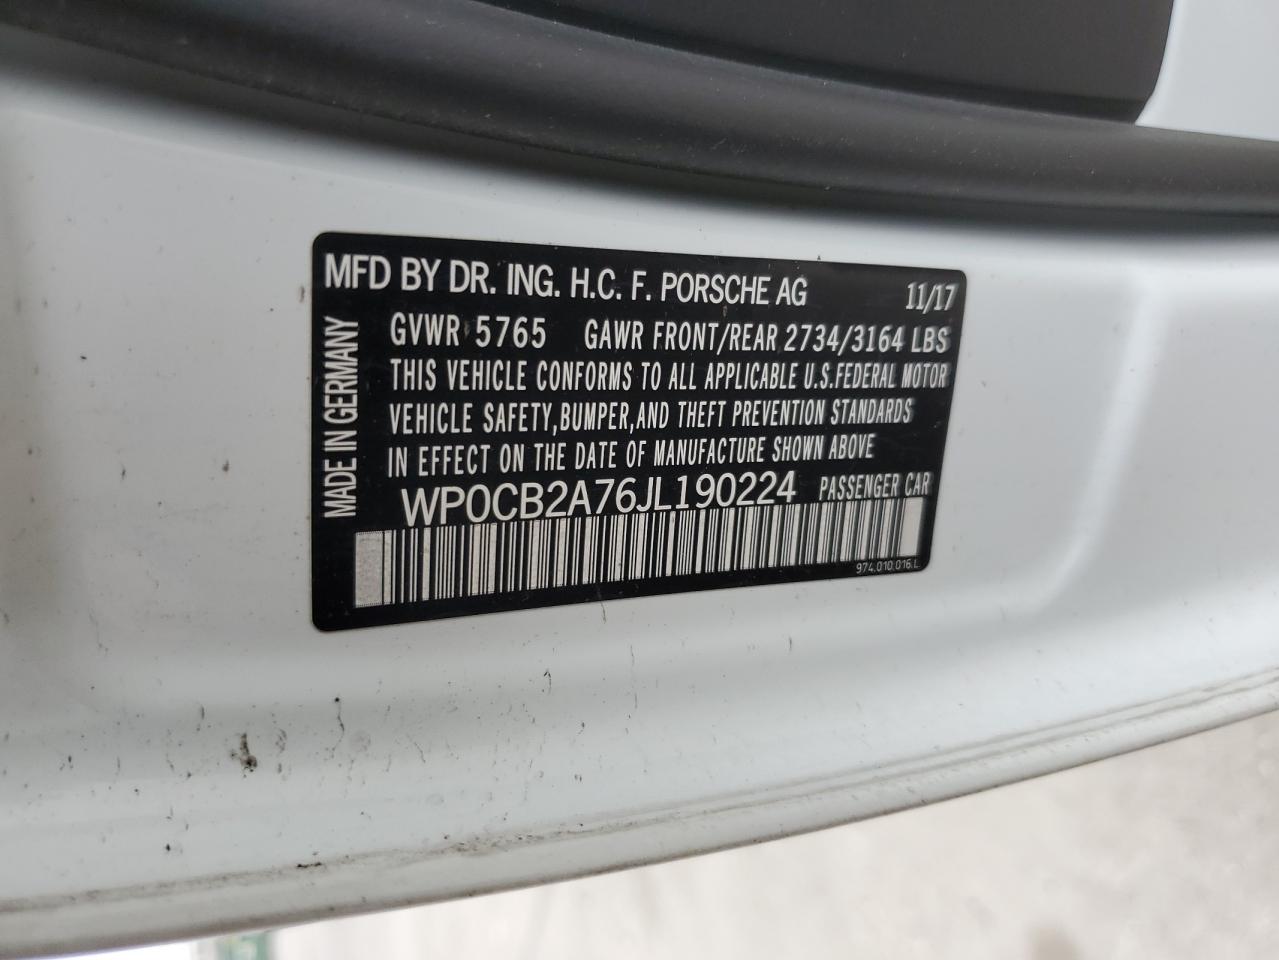 MFD BY DR. ING. H.C. F. PORSCHE AG 11/17
GVWR 5765 GAWR FRONT/REAR 2734/3164 LBS
THIS VEHICLE CONFORMS TO ALL APPLICABLE U.S.FEDERAL MOTOR
VEHICLE SAFETY,BUMPER,AND THEFT PREVENTION STANDARDS
IN EFFECT ON THE DATE OF MANUFACTURE SHOWN ABOVE
WP0CB2A76JL190224 PASSENGER CAR
974.010.016.L
MADE IN GERMANY